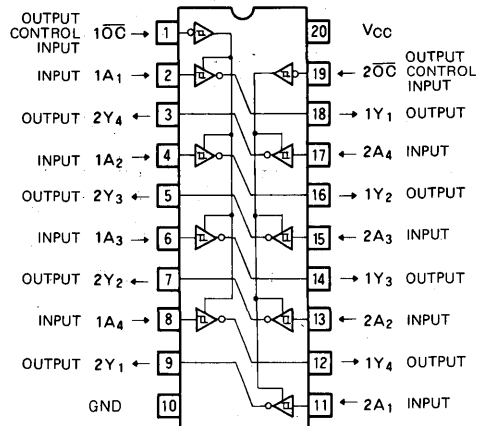 OUTPUT
CONTROL 1OC → 1
INPUT
INPUT 1A1 → 2
OUTPUT 2Y4 ← 3
INPUT 1A2 → 4
OUTPUT 2Y3 ← 5
INPUT 1A3 → 6
OUTPUT 2Y2 ← 7
INPUT 1A4 → 8
OUTPUT 2Y1 ← 9
GND 10
20 Vcc
OUTPUT
19 ← 2OC CONTROL
INPUT
18 → 1Y1 OUTPUT
17 ← 2A4 INPUT
16 → 1Y2 OUTPUT
15 ← 2A3 INPUT
14 → 1Y3 OUTPUT
13 ← 2A2 INPUT
12 → 1Y4 OUTPUT
11 ← 2A1 INPUT